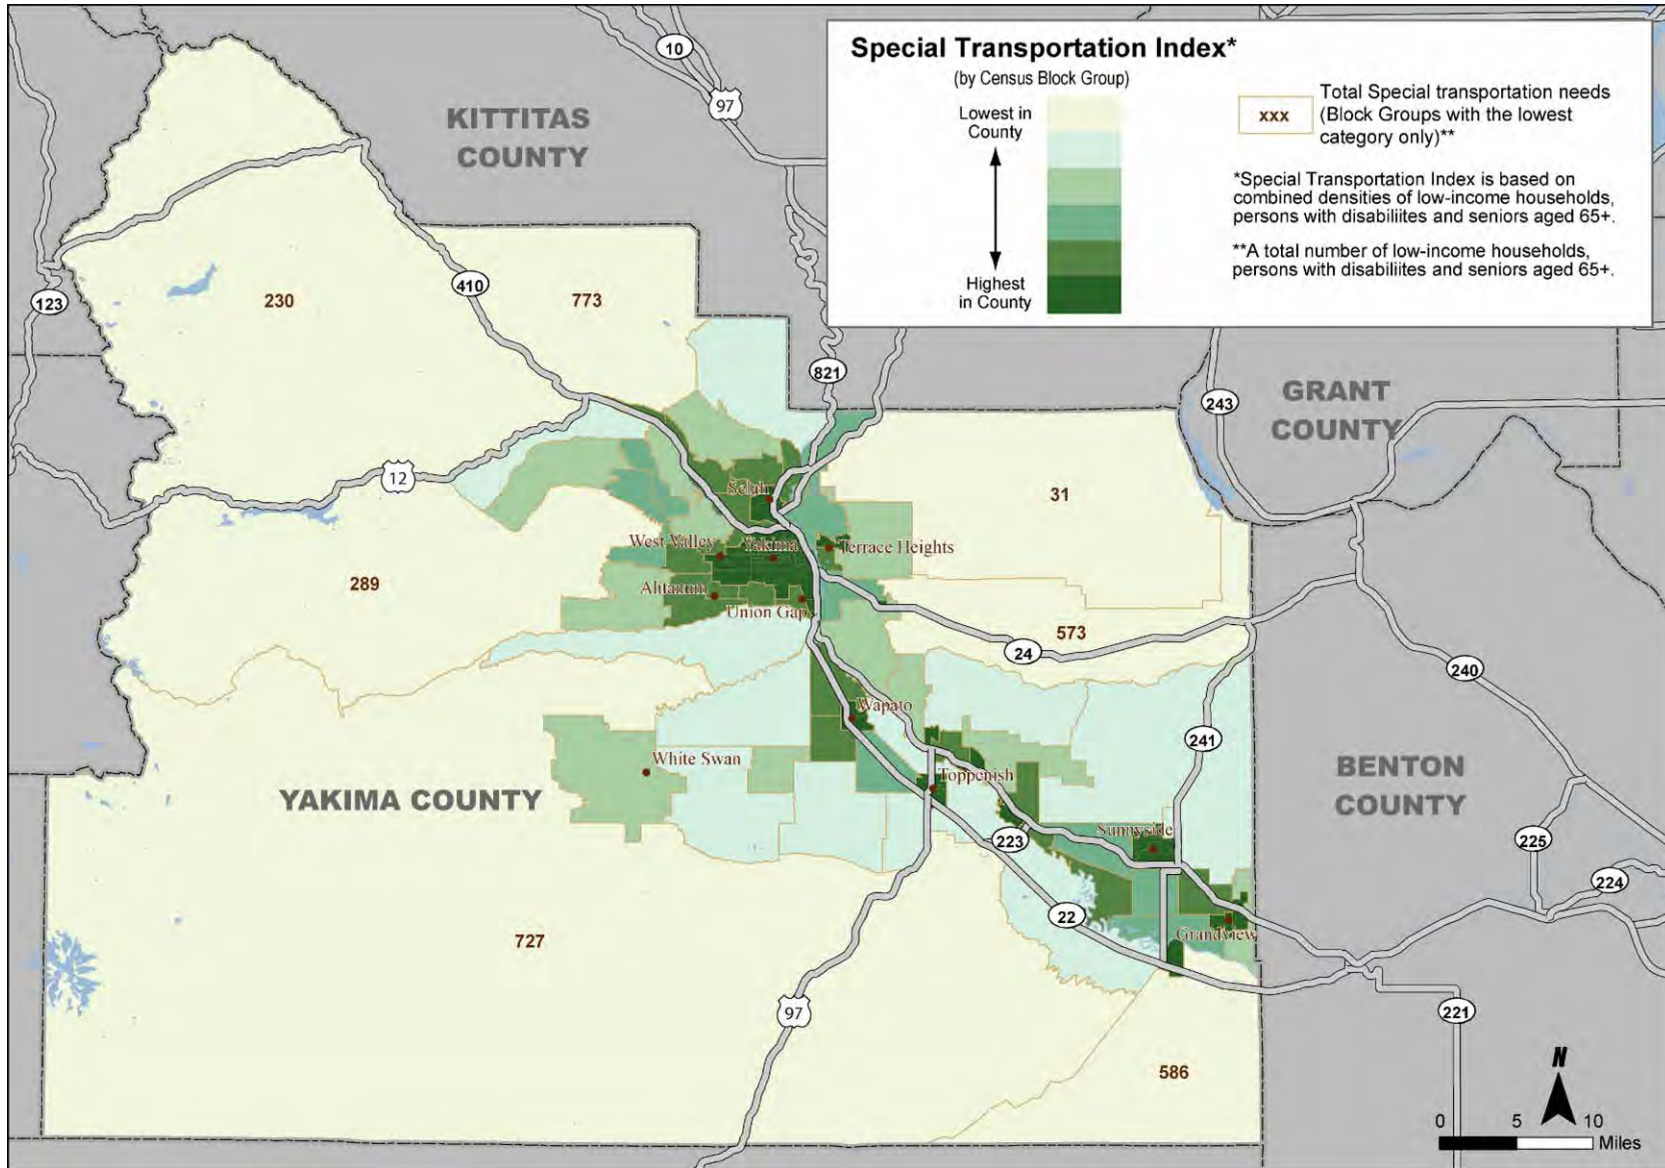 Special Transportation Index*
(by Census Block Group)
Lowest in
County
Highest
in County
xxx
Total Special transportation needs
(Block Groups with the lowest
category only)**
*Special Transportation Index is based on
combined densities of low-income households,
persons with disabiliites and seniors aged 65+.
**A total number of low-income households,
persons with disabiliites and seniors aged 65+.
10
97
KITTITAS
COUNTY
123
230
410
773
821
243
GRANT
COUNTY
12
Selah
31
West Valley
Yakima
Terrace Heights
289
Ahtanum
Union Gap
573
24
240
Wapato
241
White Swan
Toppenish
YAKIMA COUNTY
BENTON
COUNTY
223
Sunnyside
225
224
22
Grandview
727
97
221
586
N
0 5 10
Miles